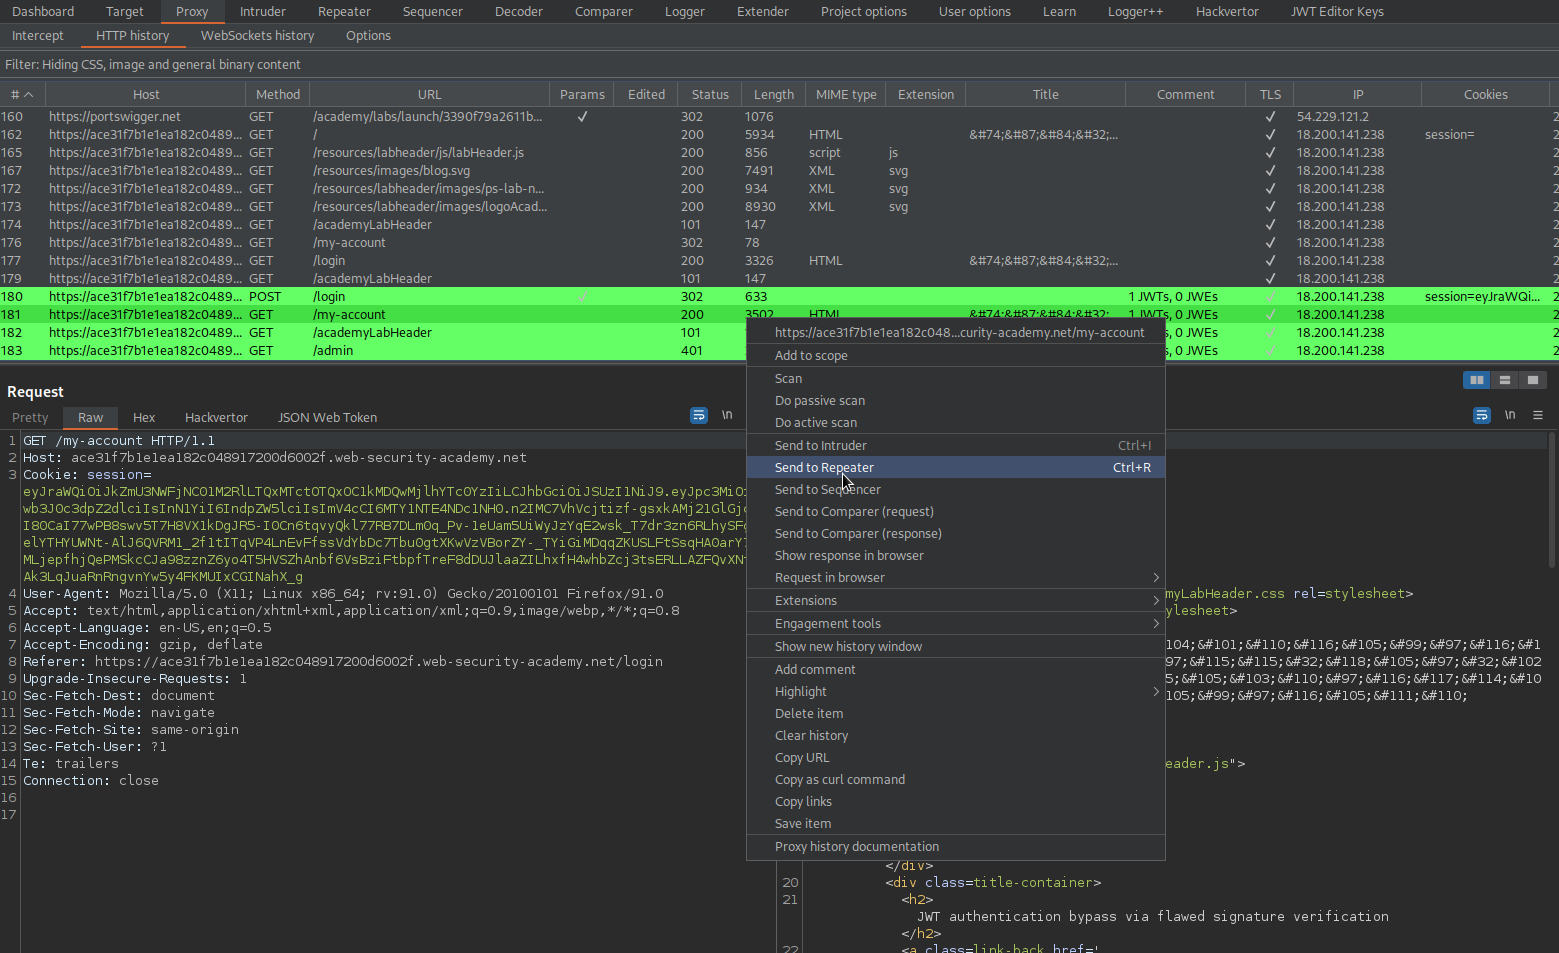 Dashboard Target Proxy Intruder Repeater Sequencer Decoder Comparer Logger Extender Project options User options Learn Logger++ Hackvertor JWT Editor Keys
Intercept HTTP history WebSockets history Options
Filter: Hiding CSS, image and general binary content
# Host Method URL Params Edited Status Length MIME type Extension Title Comment TLS IP Cookies
160 https://portswigger.net GET /academy/labs/launch/3390f79a2611b... ✓ 302 1076 ✓ 54.229.121.2 2
162 https://ace31f7b1e1ea182c0489... GET / 200 5934 HTML &#74;&#87;&#84;&#32;... ✓ 18.200.141.238 session= 2
165 https://ace31f7b1e1ea182c0489... GET /resources/labheader/js/labHeader.js 200 856 script js ✓ 18.200.141.238 2
167 https://ace31f7b1e1ea182c0489... GET /resources/images/blog.svg 200 7491 XML svg ✓ 18.200.141.238 2
172 https://ace31f7b1e1ea182c0489... GET /resources/labheader/images/ps-lab-n... 200 934 XML svg ✓ 18.200.141.238 2
173 https://ace31f7b1e1ea182c0489... GET /resources/labheader/images/logoAcad... 200 8930 XML svg ✓ 18.200.141.238 2
174 https://ace31f7b1e1ea182c0489... GET /academyLabHeader 101 147 ✓ 18.200.141.238 2
176 https://ace31f7b1e1ea182c0489... GET /my-account 302 78 ✓ 18.200.141.238 2
177 https://ace31f7b1e1ea182c0489... GET /login 200 3326 HTML &#74;&#87;&#84;&#32;... ✓ 18.200.141.238 2
179 https://ace31f7b1e1ea182c0489... GET /academyLabHeader 101 147 ✓ 18.200.141.238 2
180 https://ace31f7b1e1ea182c0489... POST /login ✓ 302 633 1 JWTs, 0 JWEs ✓ 18.200.141.238 session=eyJraWQi... 2
181 https://ace31f7b1e1ea182c0489... GET /my-account 200 3502 HTML &#74;&#87;&#84;&#32;... 1 JWTs, 0 JWEs ✓ 18.200.141.238 2
182 https://ace31f7b1e1ea182c0489... GET /academyLabHeader 101 s, 0 JWEs ✓ 18.200.141.238 2
183 https://ace31f7b1e1ea182c0489... GET /admin 401 s, 0 JWEs ✓ 18.200.141.238 2
https://ace31f7b1e1ea182c048...curity-academy.net/my-account
Add to scope
Scan
Do passive scan
Do active scan
Send to Intruder Ctrl+I
Send to Repeater Ctrl+R
Send to Sequencer
Send to Comparer (request)
Send to Comparer (response)
Show response in browser
Request in browser
Extensions
Engagement tools
Show new history window
Add comment
Highlight
Delete item
Clear history
Copy URL
Copy as curl command
Copy links
Save item
Proxy history documentation
Request
Pretty Raw Hex Hackvertor JSON Web Token \n
1 GET /my-account HTTP/1.1
2 Host: ace31f7b1e1ea182c048917200d6002f.web-security-academy.net
3 Cookie: session=
4 User-Agent: Mozilla/5.0 (X11; Linux x86_64; rv:91.0) Gecko/20100101 Firefox/91.0
5 Accept: text/html,application/xhtml+xml,application/xml;q=0.9,image/webp,*/*;q=0.8
6 Accept-Language: en-US,en;q=0.5
7 Accept-Encoding: gzip, deflate
8 Referer: https://ace31f7b1e1ea182c048917200d6002f.web-security-academy.net/login
9 Upgrade-Insecure-Requests: 1
10 Sec-Fetch-Dest: document
11 Sec-Fetch-Mode: navigate
12 Sec-Fetch-Site: same-origin
13 Sec-Fetch-User: ?1
14 Te: trailers
15 Connection: close
16
17
\n
myLabHeader.css rel=stylesheet>
ylesheet>
104;&#101;&#110;&#116;&#105;&#99;&#97;&#116;&#1
97;&#115;&#115;&#32;&#118;&#105;&#97;&#32;&#102
5;&#105;&#103;&#110;&#97;&#116;&#117;&#114;&#10
105;&#99;&#97;&#116;&#105;&#111;&#110;
eader.js">
</div>
20 <div class=title-container>
21 <h2>
JWT authentication bypass via flawed signature verification
</h2>
22 <a class=link-back href='